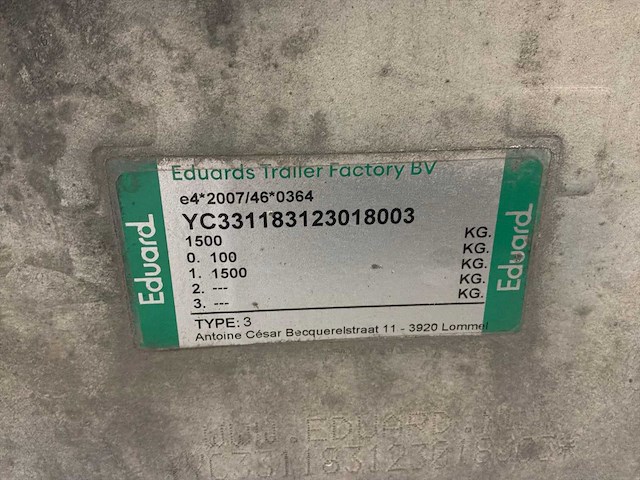 Eduards Trailer Factory BV
e4*2007/46*0364
YC331183123018003
1500 KG.
0. 100 KG.
1. 1500 KG.
2. --- KG.
3. --- KG.
TYPE: 3
Antoine César Becquerelstraat 11 - 3920 Lommel
Eduard
Eduard
WWW.EDUARD.